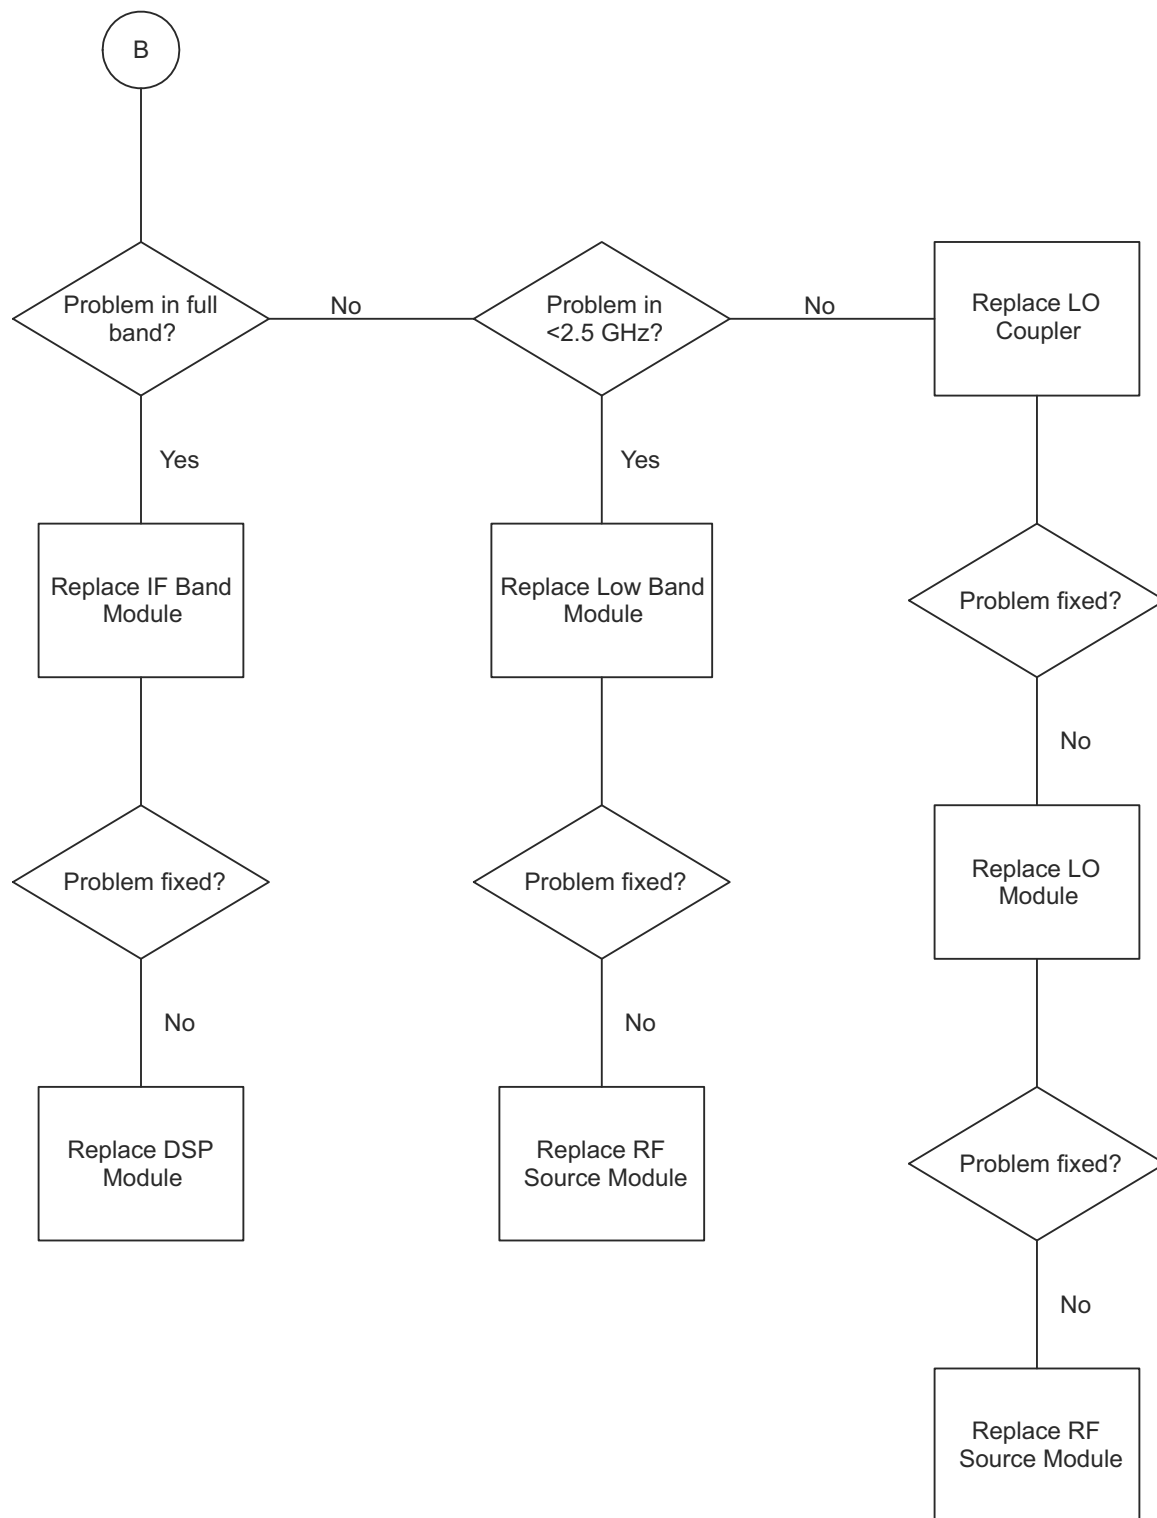 B
Problem in full
band?
No
Problem in
<2.5 GHz?
No
Replace LO
Coupler
Yes
Yes
Replace IF Band
Module
Replace Low Band
Module
Problem fixed?
No
Problem fixed?
Problem fixed?
Replace LO
Module
No
No
Replace DSP
Module
Replace RF
Source Module
Problem fixed?
No
Replace RF
Source Module